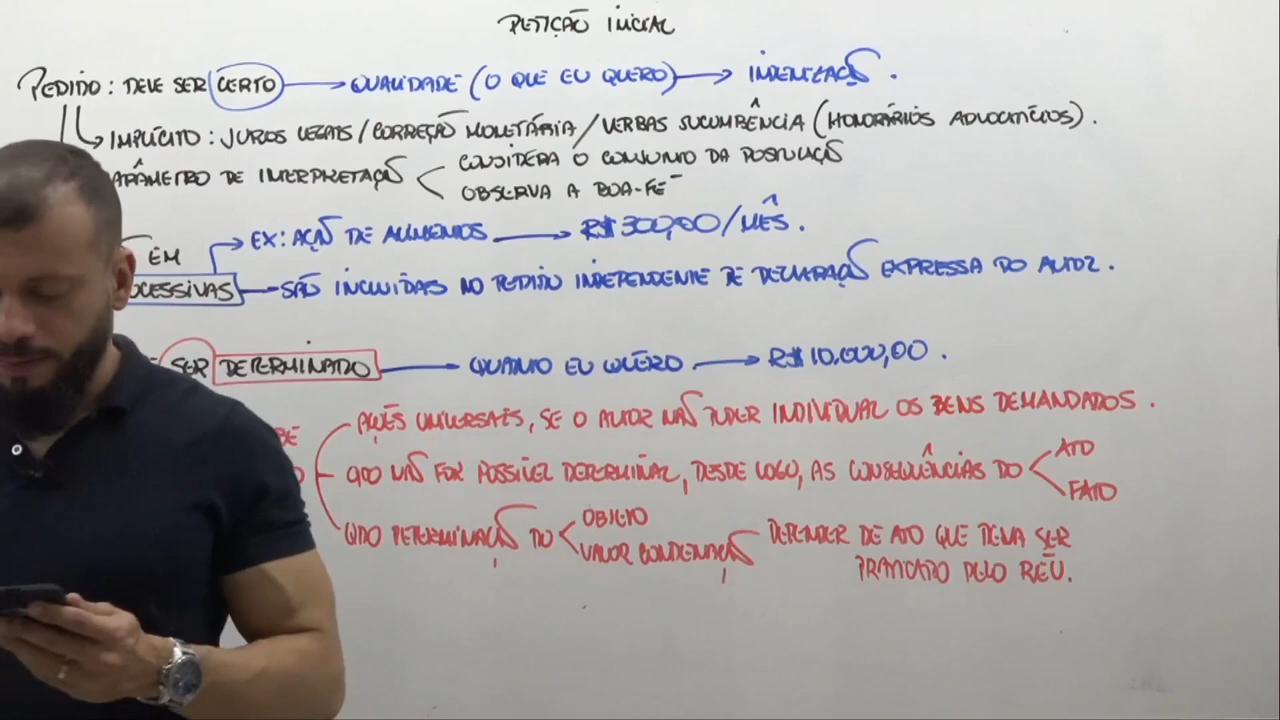 PETIÇÃO INICIAL
PEDIDO: DEVE SER CERTO → QUALIDADE (O QUE EU QUERO) → INDENIZAÇÃO.
IMPLÍCITO: JUROS LEGAIS / CORREÇÃO MONETÁRIA / VERBAS SUCUMBÊNCIA (HONORÁRIOS ADVOCATÍCIOS).
PARÂMETRO DE INTERPRETAÇÃO
CONSIDERA O CONJUNTO DA POSTULAÇÃO
OBSERVA A BOA-FÉ
EX: AÇÃO DE ALIMENTOS → R$300,00/MÊS.
EM
SÃO INCLUÍDAS NO PEDIDO INDEPENDENTE DE DECLARAÇÃO EXPRESSA DO AUTOR.
SER DETERMINADO → QUANTO EU QUERO → R$10.000,00.
AÇÕES UNIVERSAIS, SE O AUTOR NÃO PUDER INDIVIDUAL OS BENS DEMANDADOS.
QDO NÃO FOR POSSÍVEL DETERMINAR, DESDE LOGO, AS CONSEQUÊNCIAS DO
ATO
FATO
QDO DETERMINAÇÃO DO
OBJETO
VALOR CONDENAÇÃO
DEPENDER DE ATO QUE DEVA SER
PRATICADO PELO RÉU.